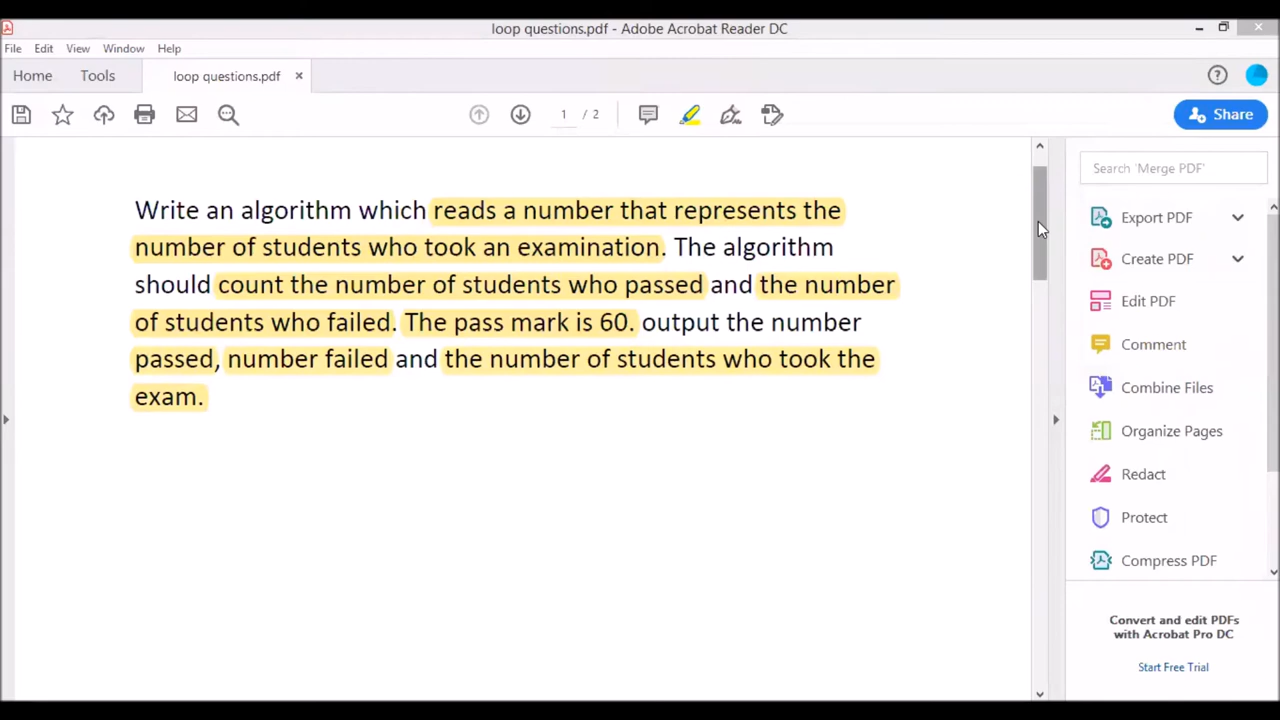 loop questions.pdf - Adobe Acrobat Reader DC
File Edit View Window Help
Home Tools loop questions.pdf ×
1 / 2
Share
Search 'Merge PDF'
Write an algorithm which reads a number that represents the
number of students who took an examination. The algorithm
should count the number of students who passed and the number
of students who failed. The pass mark is 60. output the number
passed, number failed and the number of students who took the
exam.
Export PDF
Create PDF
Edit PDF
Comment
Combine Files
Organize Pages
Redact
Protect
Compress PDF
Convert and edit PDFs
with Acrobat Pro DC
Start Free Trial